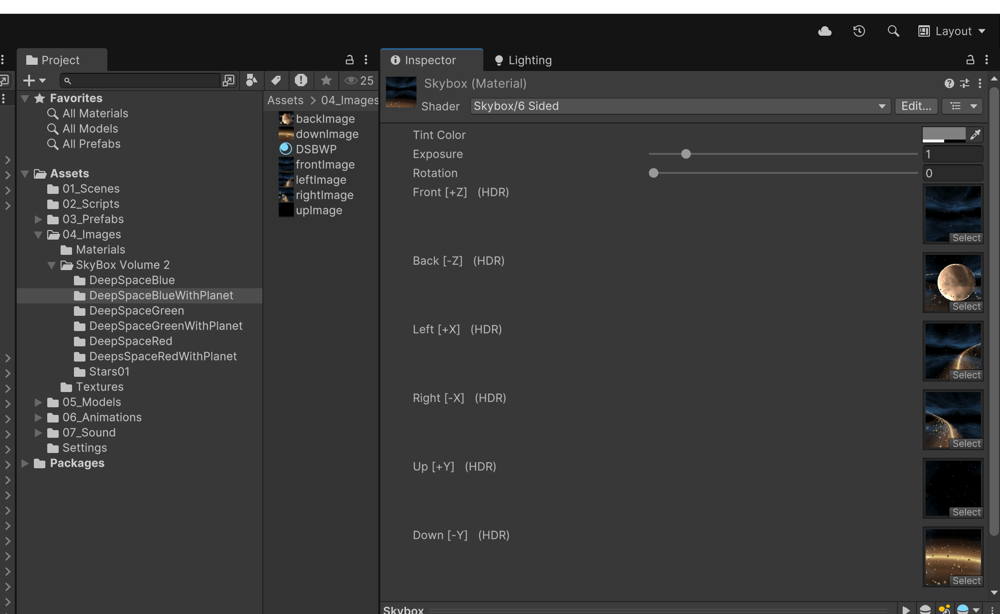 Layout
Project
25
Favorites
All Materials
All Models
All Prefabs
Assets
01_Scenes
02_Scripts
03_Prefabs
04_Images
Materials
SkyBox Volume 2
DeepSpaceBlue
DeepSpaceBlueWithPlanet
DeepSpaceGreen
DeepSpaceGreenWithPlanet
DeepSpaceRed
DeepsSpaceRedWithPlanet
Stars01
Textures
05_Models
06_Animations
07_Sound
Settings
Packages
Assets > 04_Images
backImage
downImage
DSBWP
frontImage
leftImage
rightImage
upImage
Inspector
Lighting
Skybox (Material)
Shader Skybox/6 Sided Edit...
Tint Color
Exposure 1
Rotation 0
Front [+Z] (HDR)
Select
Back [-Z] (HDR)
Select
Left [+X] (HDR)
Select
Right [-X] (HDR)
Select
Up [+Y] (HDR)
Select
Down [-Y] (HDR)
Select
Skybox